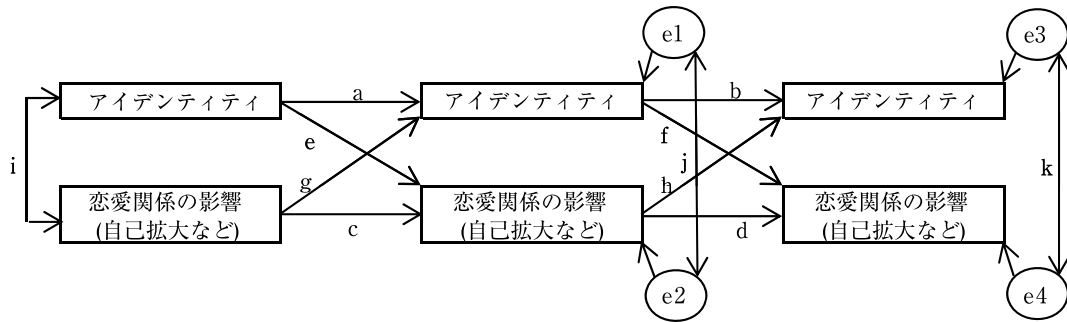 e1
e3
アイデンティティ
a
アイデンティティ
b
アイデンティティ
e
f
i
g
h
j
k
恋愛関係の影響
(自己拡大など)
c
恋愛関係の影響
(自己拡大など)
d
恋愛関係の影響
(自己拡大など)
e2
e4